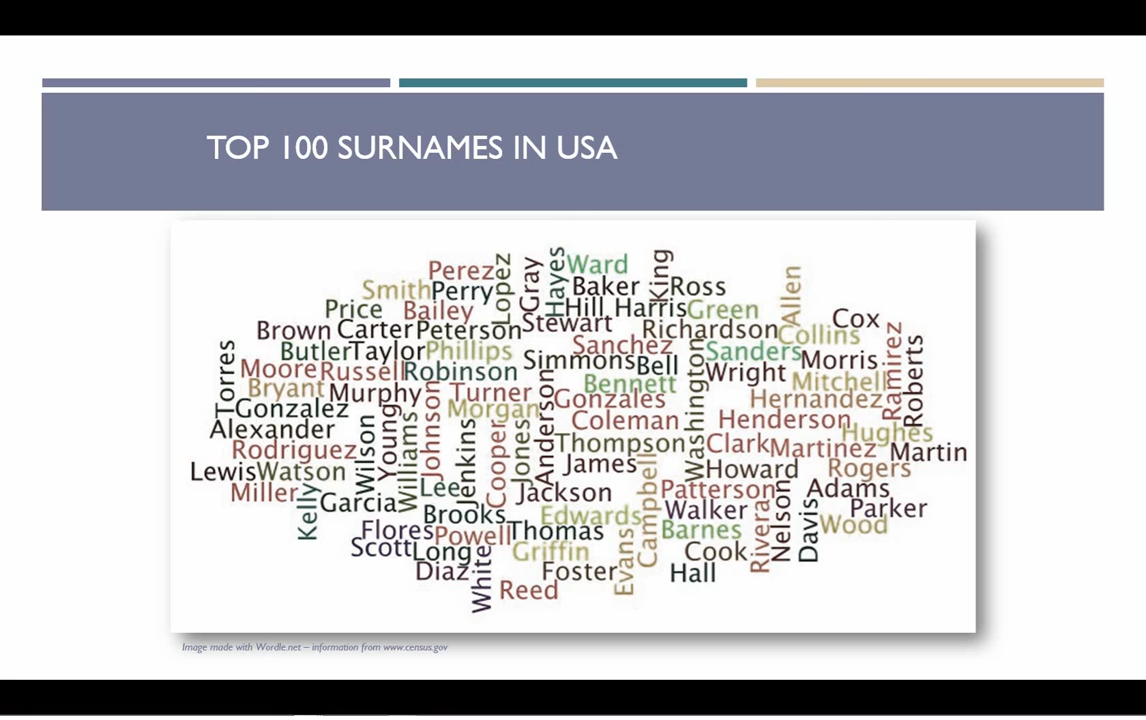 TOP 100 SURNAMES IN USA
Perez Lopez Gray Hayes Ward King
Smith Perry Baker Ross Allen
Price Bailey Hill Harris Green Cox
Brown Carter Peterson Stewart Richardson Collins
Butler Taylor Phillips Simmons Sanchez Bell Sanders Morris Ramirez Roberts
Torres Moore Russell Robinson Bennett Washington Wright Mitchell
Bryant Murphy Turner Gonzales Hernandez
Gonzalez Morgan Anderson Coleman Henderson Hughes
Alexander Wilson Young Williams Johnson Jenkins Cooper Jones Thompson Clark Martinez Martin
Rodriguez James Howard Rogers
Lewis Watson Lee Jackson Campbell Patterson Nelson Adams
Miller Kelly Garcia Brooks Edwards Walker Rivera Davis Parker
Flores Powell Thomas Barnes Wood
Scott Long Griffin Evans Cook
Diaz White Foster Hall
Reed
Image made with Wordle.net – information from www.census.gov